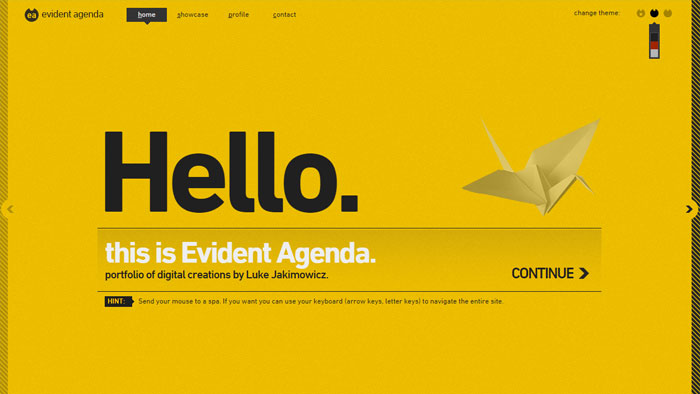 ea evident agenda
home
showcase
profile
contact
change theme:
Hello.
this is Evident Agenda.
portfolio of digital creations by Luke Jakimowicz.
CONTINUE
HINT: Send your mouse to a spa. If you want you can use your keyboard (arrow keys, letter keys) to navigate the entire site.